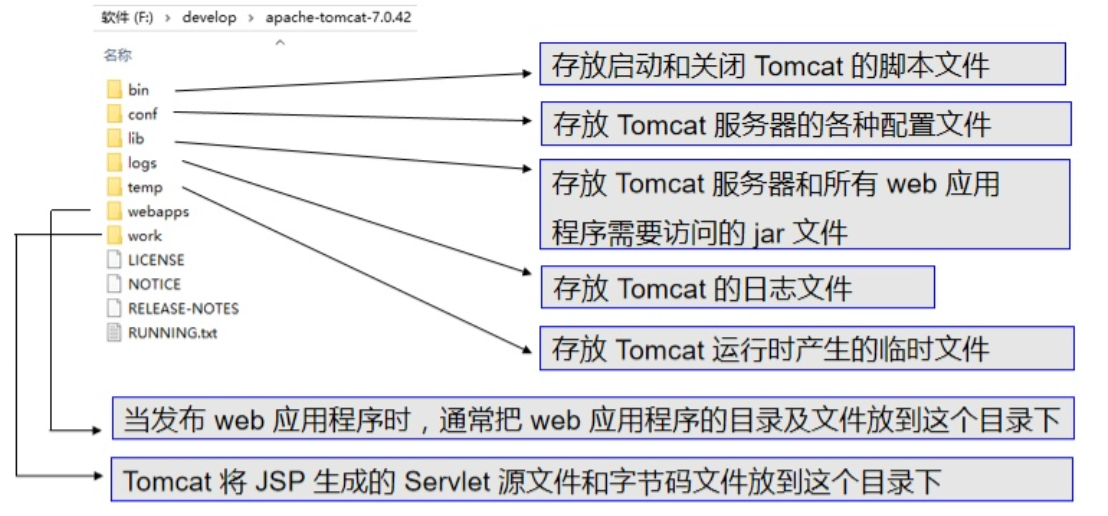 软件 (F:) › develop › apache-tomcat-7.0.42
名称
bin
conf
lib
logs
temp
webapps
work
LICENSE
NOTICE
RELEASE-NOTES
RUNNING.txt
存放启动和关闭 Tomcat 的脚本文件
存放 Tomcat 服务器的各种配置文件
存放 Tomcat 服务器和所有 web 应用
程序需要访问的 jar 文件
存放 Tomcat 的日志文件
存放 Tomcat 运行时产生的临时文件
当发布 web 应用程序时，通常把 web 应用程序的目录及文件放到这个目录下
Tomcat 将 JSP 生成的 Servlet 源文件和字节码文件放到这个目录下